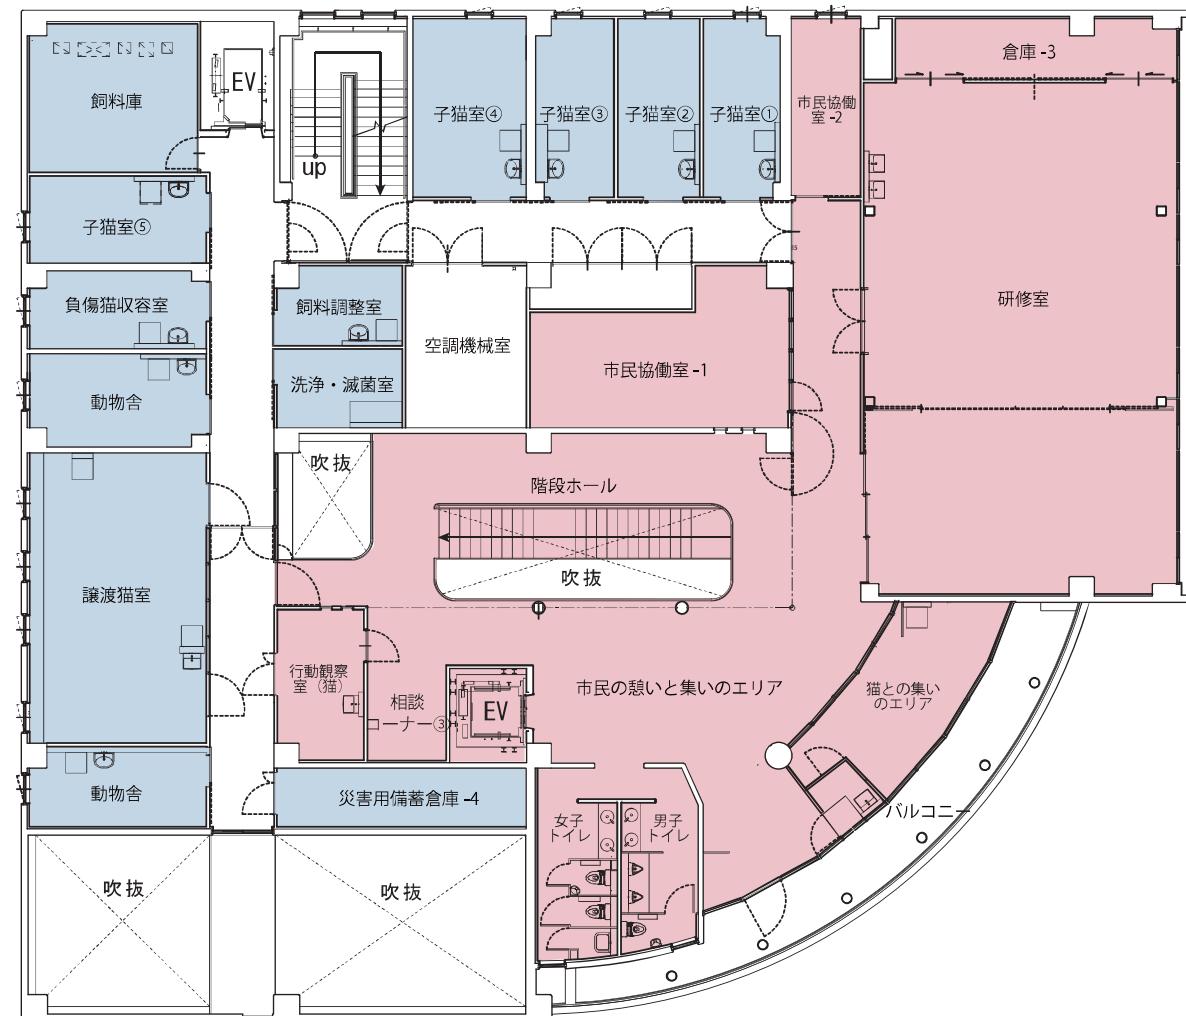 倉庫-3
EV
飼料庫
子猫室④
子猫室③
子猫室②
子猫室①
市民協働
室-2
up
子猫室⑤
負傷猫収容室
飼料調整室
研修室
空調機械室
市民協働室-1
洗浄・滅菌室
動物舎
吹抜
階段ホール
吹抜
譲渡猫室
行動観察
室（猫）
相談
ーナー③
EV
市民の憩いと集いのエリア
猫との集い
のエリア
動物舎
災害用備蓄倉庫-4
バルコニー
女子
トイレ
男子
トイレ
吹抜
吹抜